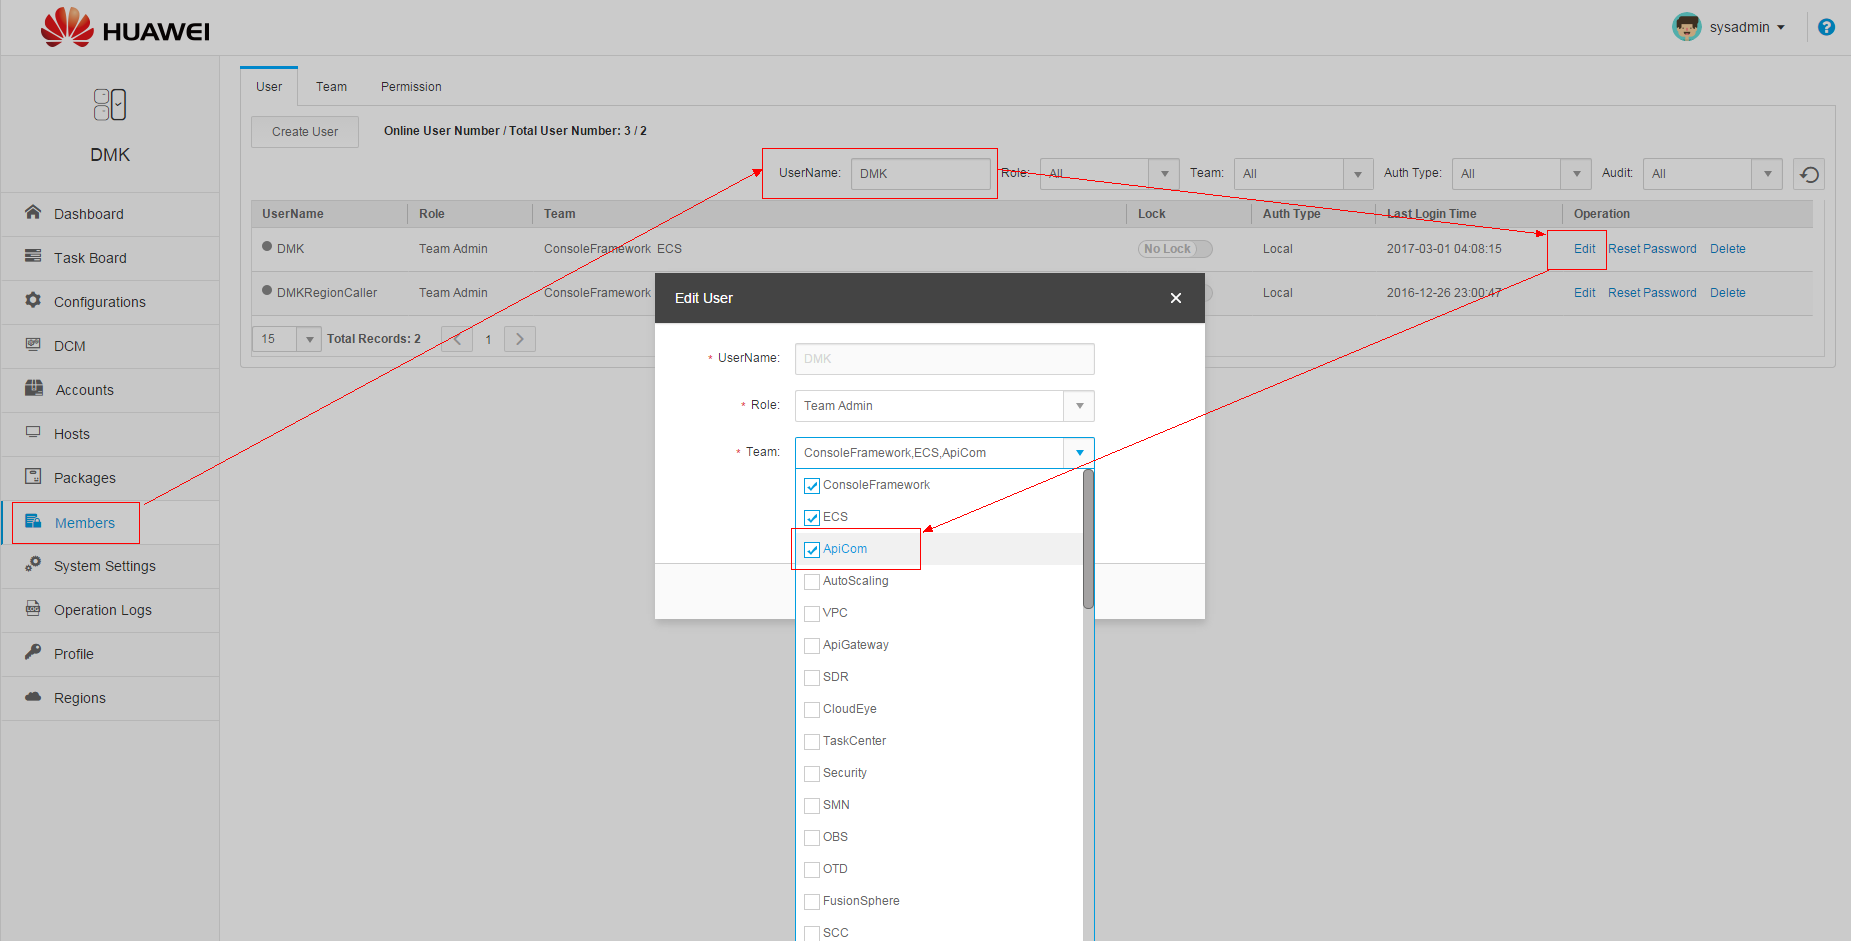 HUAWEI
sysadmin
?
DMK
Dashboard
Task Board
Configurations
DCM
Accounts
Hosts
Packages
Members
System Settings
LOG Operation Logs
Profile
Regions
User Team Permission
Create User Online User Number / Total User Number: 3 / 2
UserName: DMK Role: All Team: All Auth Type: All Audit: All
UserName Role Team Lock Auth Type Last Login Time Operation
DMK Team Admin ConsoleFramework ECS No Lock Local 2017-03-01 04:08:15 Edit Reset Password Delete
DMKRegionCaller Team Admin ConsoleFramework Local 2016-12-26 23:00:47 Edit Reset Password Delete
15 Total Records: 2 < 1 >
Edit User
* UserName: DMK
* Role: Team Admin
* Team: ConsoleFramework,ECS,ApiCom
ConsoleFramework
ECS
ApiCom
AutoScaling
VPC
ApiGateway
SDR
CloudEye
TaskCenter
Security
SMN
OBS
OTD
FusionSphere
SCC